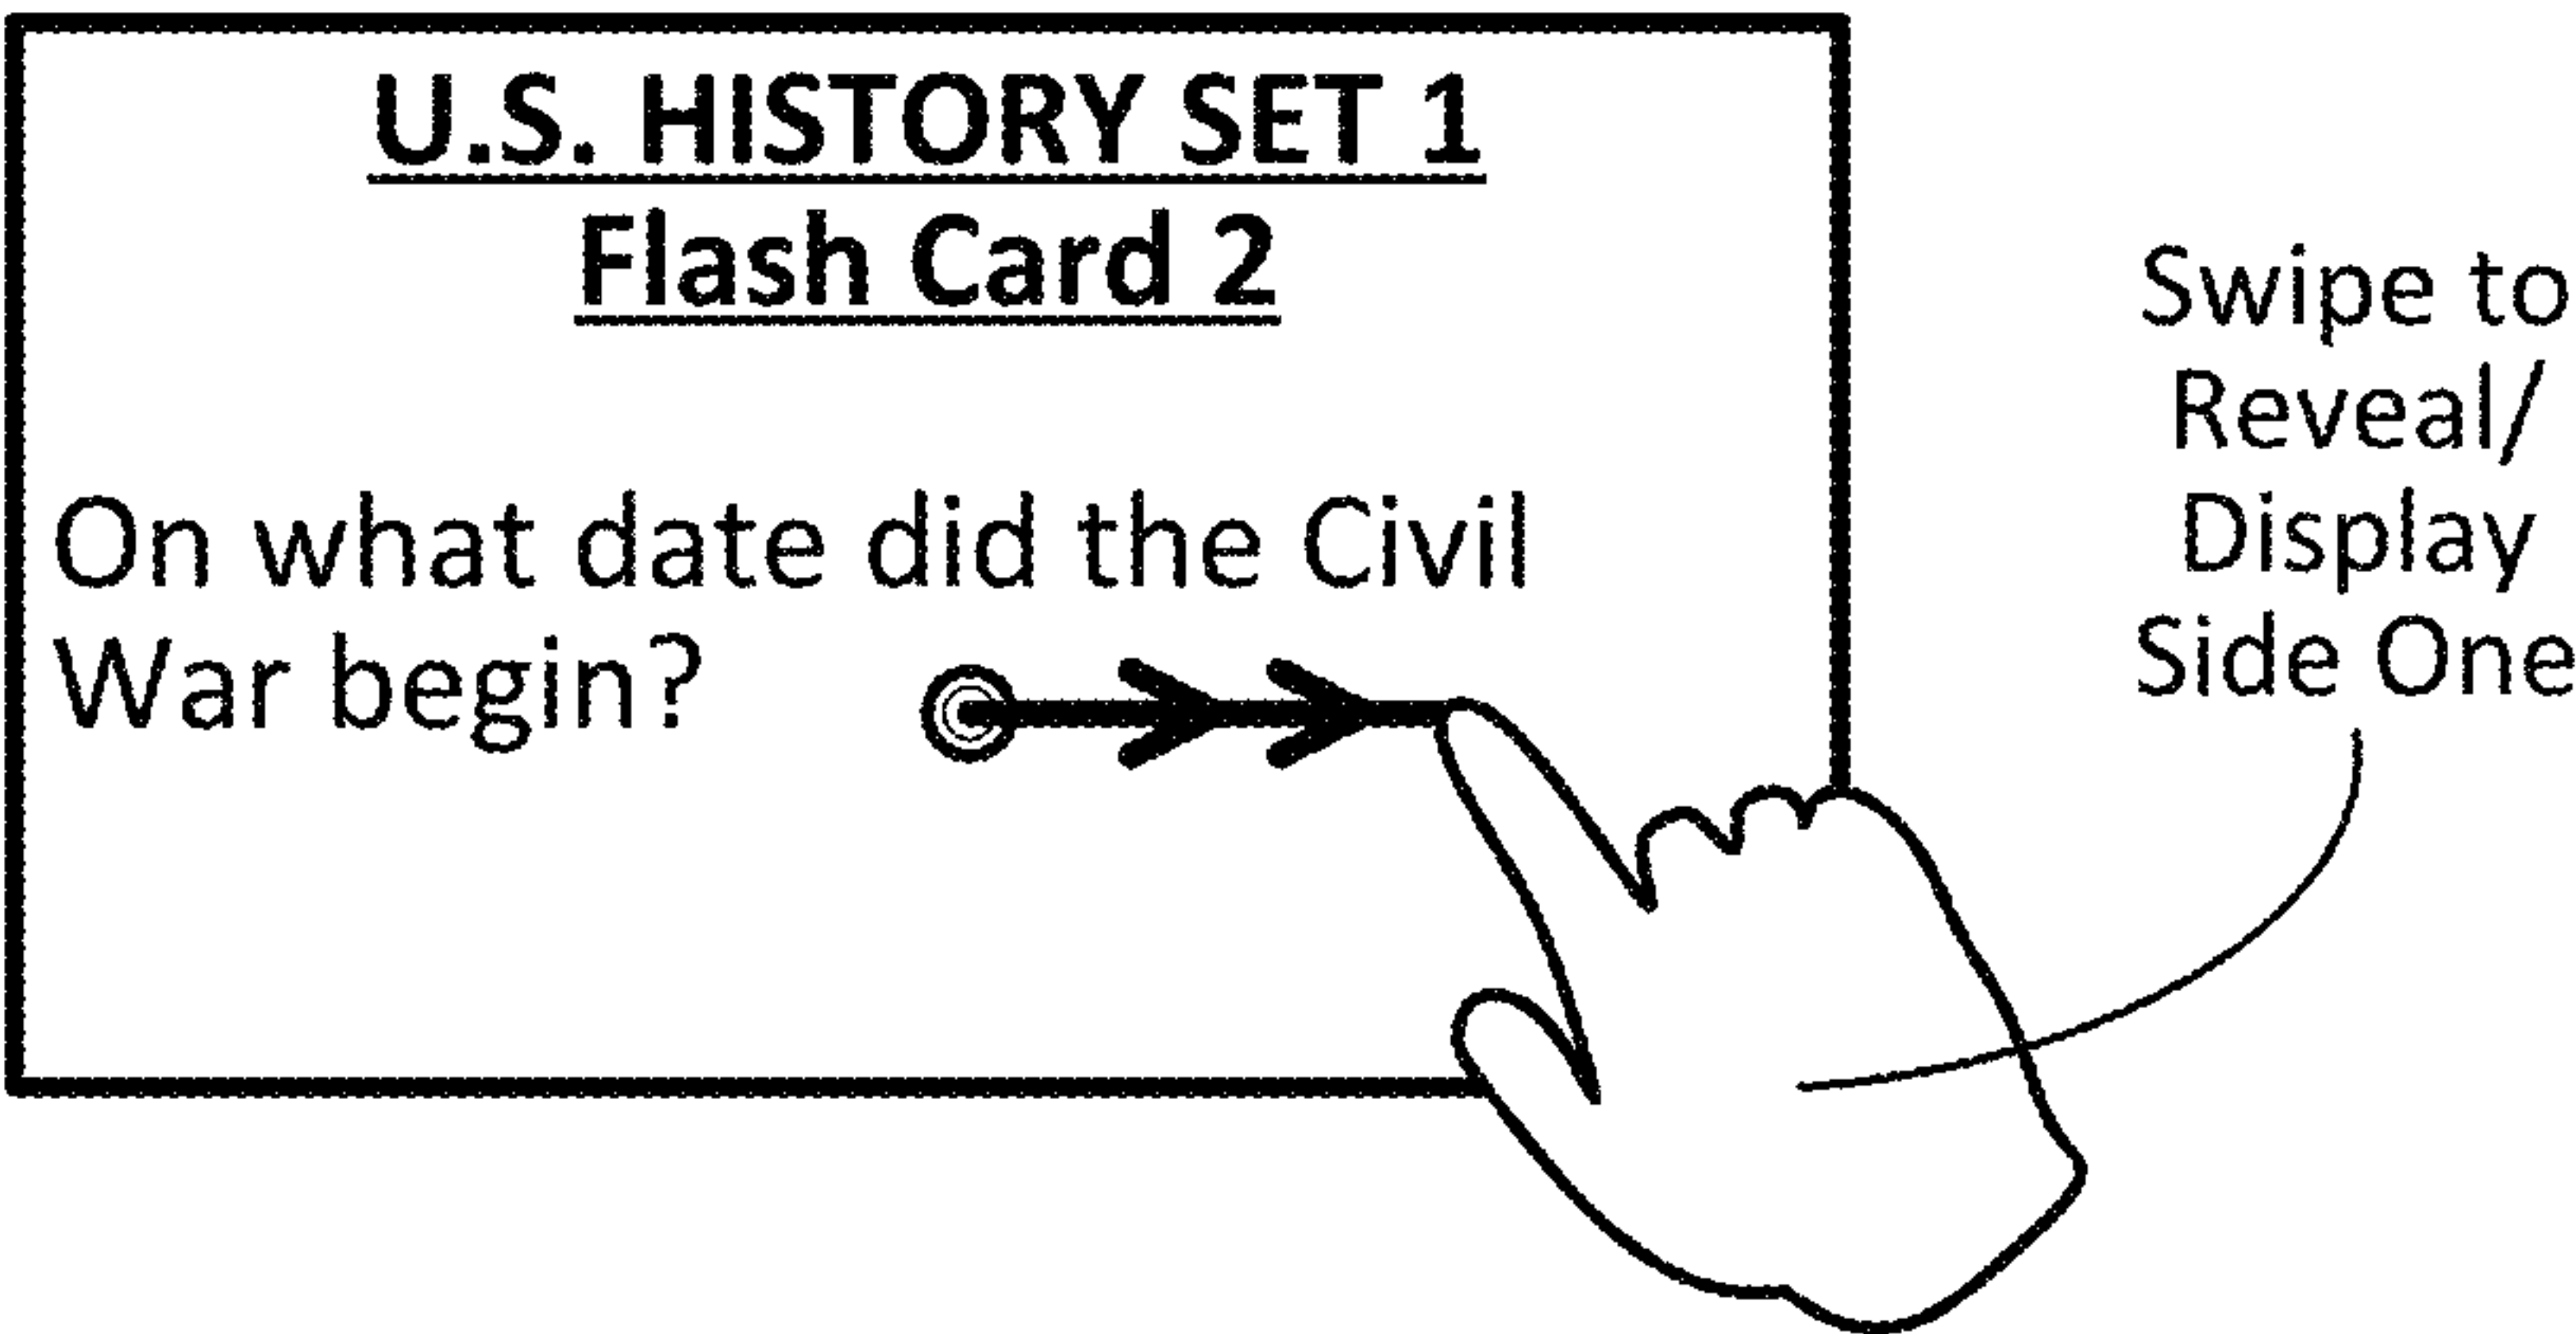 U.S. HISTORY SET 1
Flash Card 2
On what date did the Civil
War begin?
Swipe to
Reveal/
Display
Side One